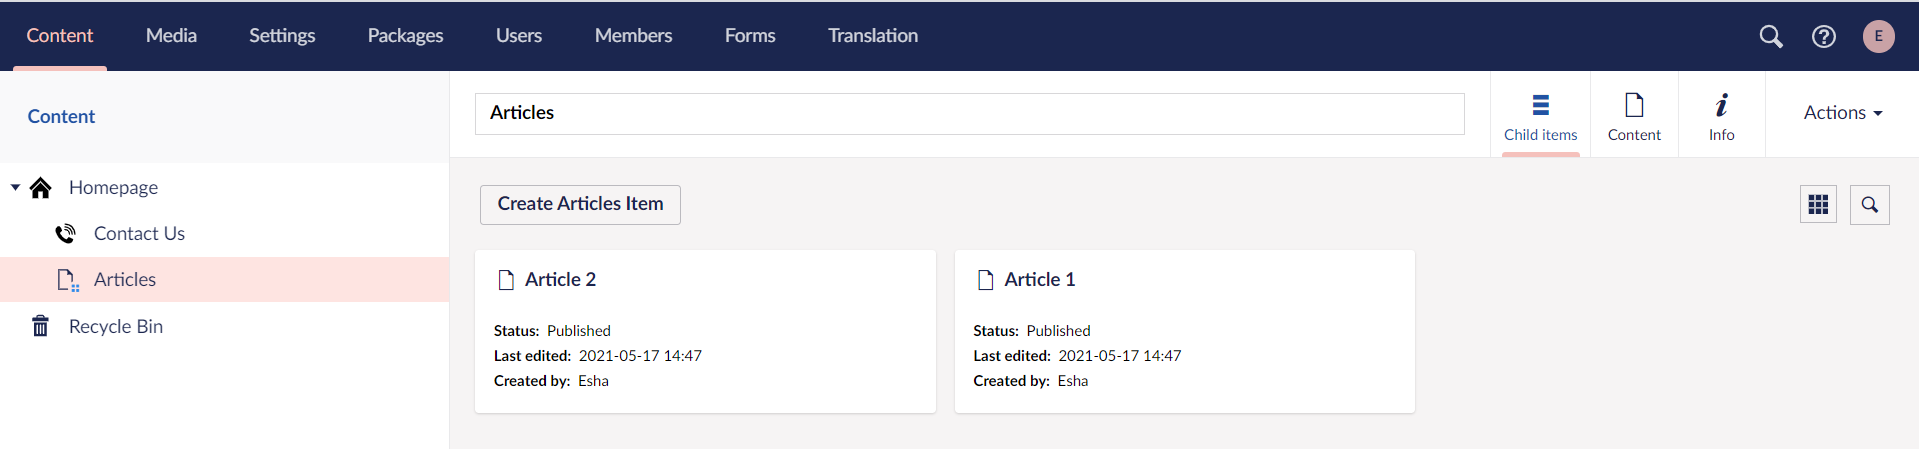 Content Media Settings Packages Users Members Forms Translation E
Content
Homepage
Contact Us
Articles
Recycle Bin
Articles
Child items Content Info Actions
Create Articles Item
Article 2
Status: Published
Last edited: 2021-05-17 14:47
Created by: Esha
Article 1
Status: Published
Last edited: 2021-05-17 14:47
Created by: Esha